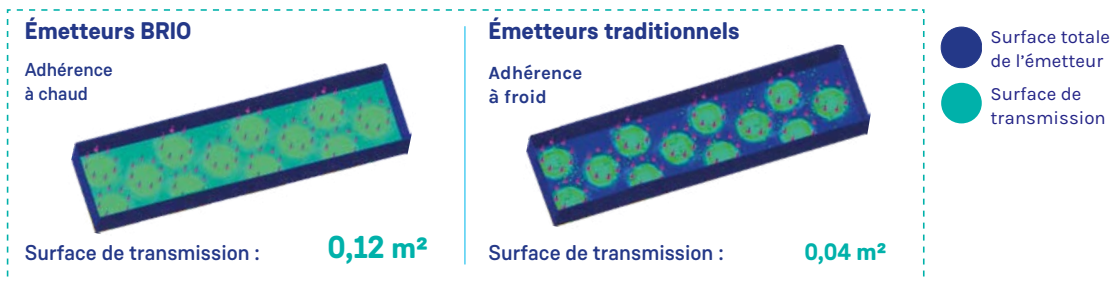 Émetteurs BRIO
Adhérence
à chaud
Surface de transmission :
0,12 m²
Émetteurs traditionnels
Adhérence
à froid
Surface de transmission :
0,04 m²
Surface totale
de l'émetteur
Surface de
transmission